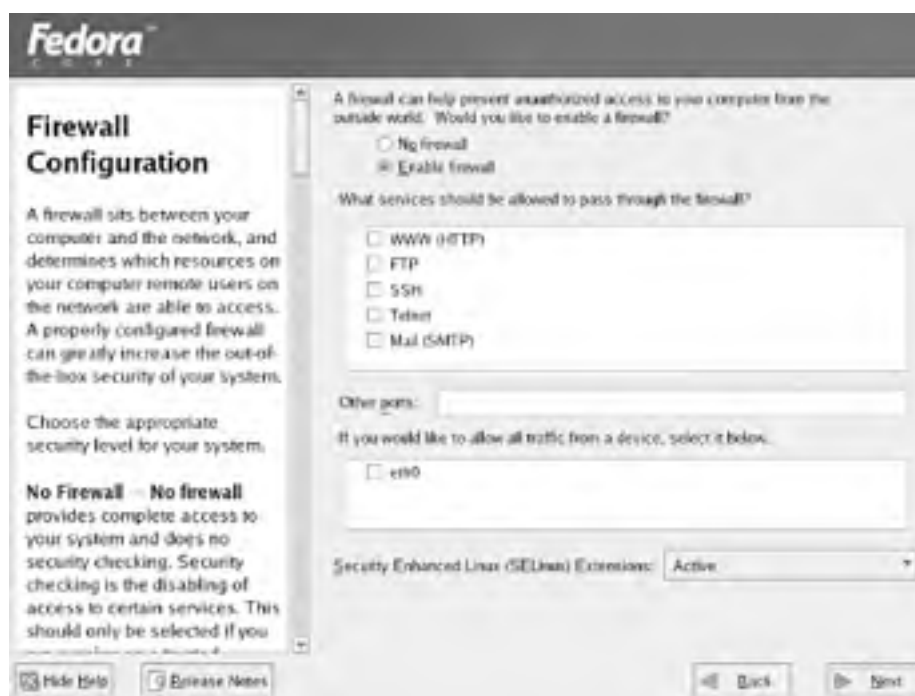 Fedora
CORE
Firewall
Configuration
A firewall sits between your
computer and the network, and
determines which resources on
your computer remote users on
the network are able to access.
A properly configured firewall
can greatly increase the out-of-
the-box security of your system.
Choose the appropriate
security level for your system.
No Firewall — No firewall
provides complete access to
your system and does no
security checking. Security
checking is the disabling of
access to certain services. This
should only be selected if you
Hide Help
Release Notes
A firewall can help prevent unauthorized access to your computer from the
outside world. Would you like to enable a firewall?
No firewall
Enable firewall
What services should be allowed to pass through the firewall?
WWW (HTTP)
FTP
SSH
Telnet
Mail (SMTP)
Other ports:
If you would like to allow all traffic from a device, select it below.
eth0
Security Enhanced Linux (SELinux) Extensions: Active
Back
Next